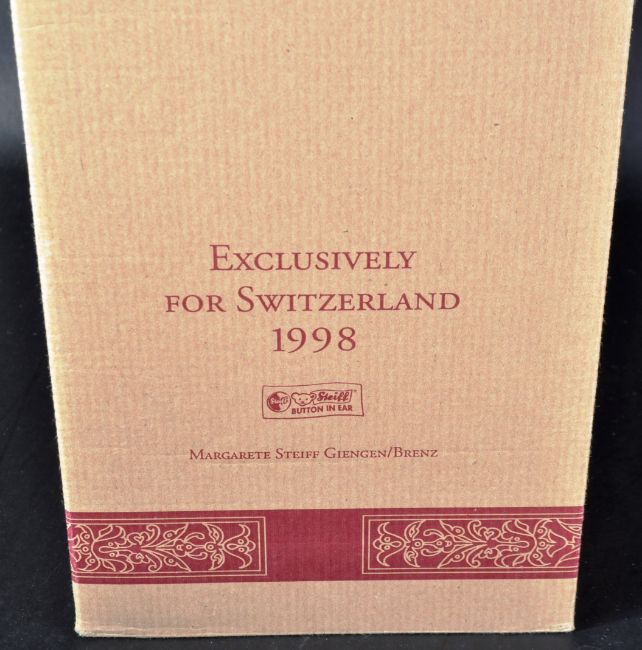 EXCLUSIVELY
FOR SWITZERLAND
1998
Steiff Steiff®
BUTTON IN EAR
MARGARETE STEIFF GIENGEN/BRENZ